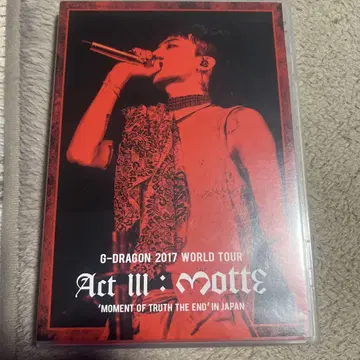 G-DRAGON 2017 WORLD TOUR
Act III : MOTTE
'MOMENT OF TRUTH THE END' IN JAPAN